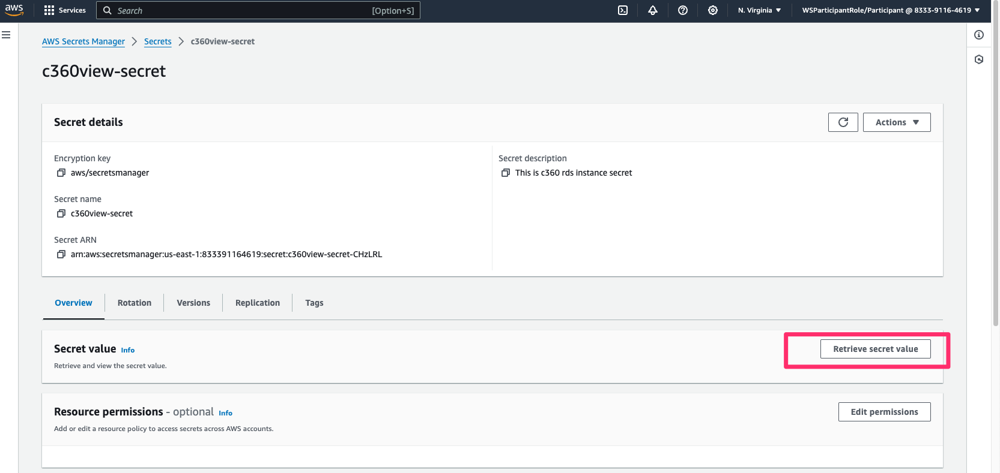 aws Services Search [Option+S] N. Virginia WSParticipantRole/Participant @ 8333-9116-4619
AWS Secrets Manager Secrets c360view-secret
c360view-secret
Secret details Actions
Encryption key
aws/secretsmanager
Secret name
c360view-secret
Secret ARN
arn:aws:secretsmanager:us-east-1:833391164619:secret:c360view-secret-CHzLRL
Secret description
This is c360 rds instance secret
Overview Rotation Versions Replication Tags
Secret value Info Retrieve secret value
Retrieve and view the secret value.
Resource permissions - optional Info Edit permissions
Add or edit a resource policy to access secrets across AWS accounts.